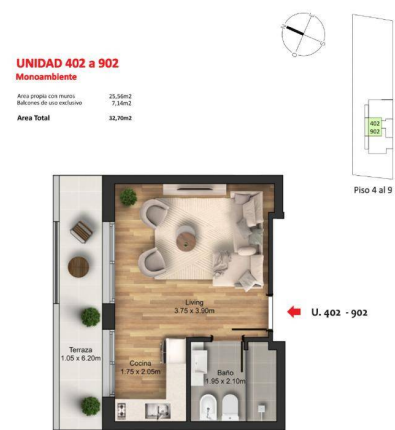 UNIDAD 402 a 902
Monoambiente
Area propia con muros 25,56m2
Balcones de uso exclusivo 7,14m2
Area Total 32,70m2
402
902
Piso 4 al 9
Living
3.75 x 3.90m
U. 402 - 902
Terraza
1.05 x 6.20m
Cocina
1.75 x 2.05m
Baño
1.95 x 2.10m